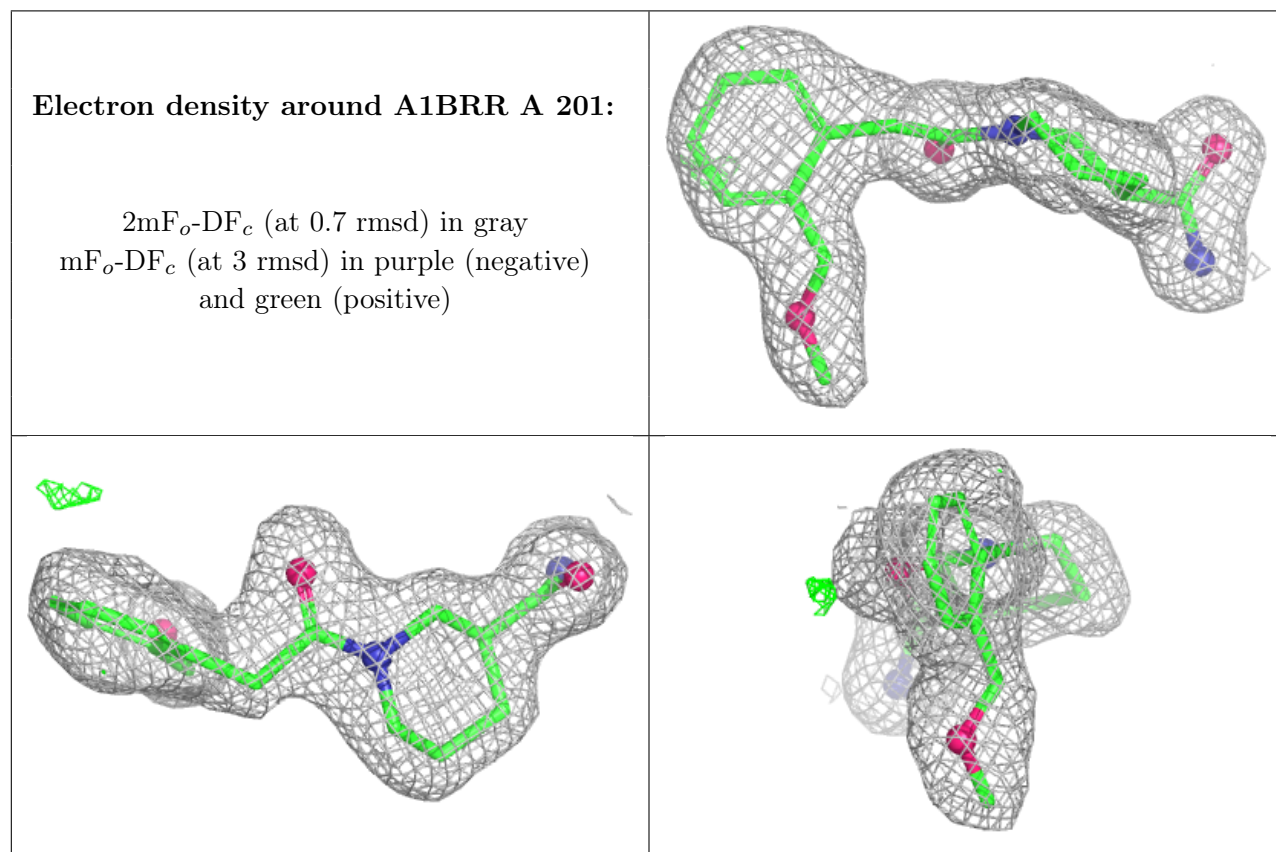 Electron density around A1BRR A 201:
2mFo-DFc (at 0.7 rmsd) in gray
mFo-DFc (at 3 rmsd) in purple (negative)
and green (positive)